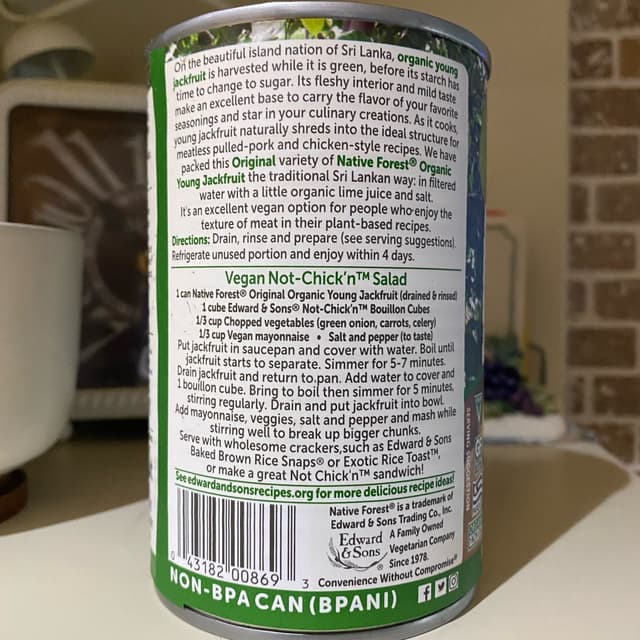 On the beautiful island nation of Sri Lanka, organic young
jackfruit is harvested while it is green, before its starch has
time to change to sugar. Its fleshy interior and mild taste
make an excellent base to carry the flavor of your favorite
seasonings and star in your culinary creations. As it cooks,
young jackfruit naturally shreds into the ideal structure for
meatless pulled-pork and chicken-style recipes. We have
packed this Original variety of Native Forest® Organic
Young Jackfruit the traditional Sri Lankan way: in filtered
water with a little organic lime juice and salt.
It's an excellent vegan option for people who enjoy the
texture of meat in their plant-based recipes.
Directions: Drain, rinse and prepare (see serving suggestions).
Refrigerate unused portion and enjoy within 4 days.
Vegan Not-Chick'n™ Salad
1 can Native Forest® Original Organic Young Jackfruit (drained & rinsed)
1 cube Edward & Sons® Not-Chick'n™ Bouillon Cubes
1/3 cup Chopped vegetables (green onion, carrots, celery)
1/3 cup Vegan mayonnaise • Salt and pepper (to taste)
Put jackfruit in saucepan and cover with water. Boil until
jackfruit starts to separate. Simmer for 5-7 minutes.
Drain jackfruit and return to pan. Add water to cover and
1 bouillon cube. Bring to boil then simmer for 5 minutes,
stirring regularly. Drain and put jackfruit into bowl.
Add mayonnaise, veggies, salt and pepper and mash while
stirring well to break up bigger chunks.
Serve with wholesome crackers, such as Edward & Sons
Baked Brown Rice Snaps® or Exotic Rice Toast™,
or make a great Not Chick'n™ sandwich!
See edwardandsonsrecipes.org for more delicious recipe ideas!
Native Forest® is a trademark of
Edward & Sons Trading Co., Inc.
Edward & Sons®
A Family Owned
Vegetarian Company
Since 1978.
Convenience Without Compromise®
0 43182 00869 3
NON-BPA CAN (BPANI)
SERVING SUGGESTION